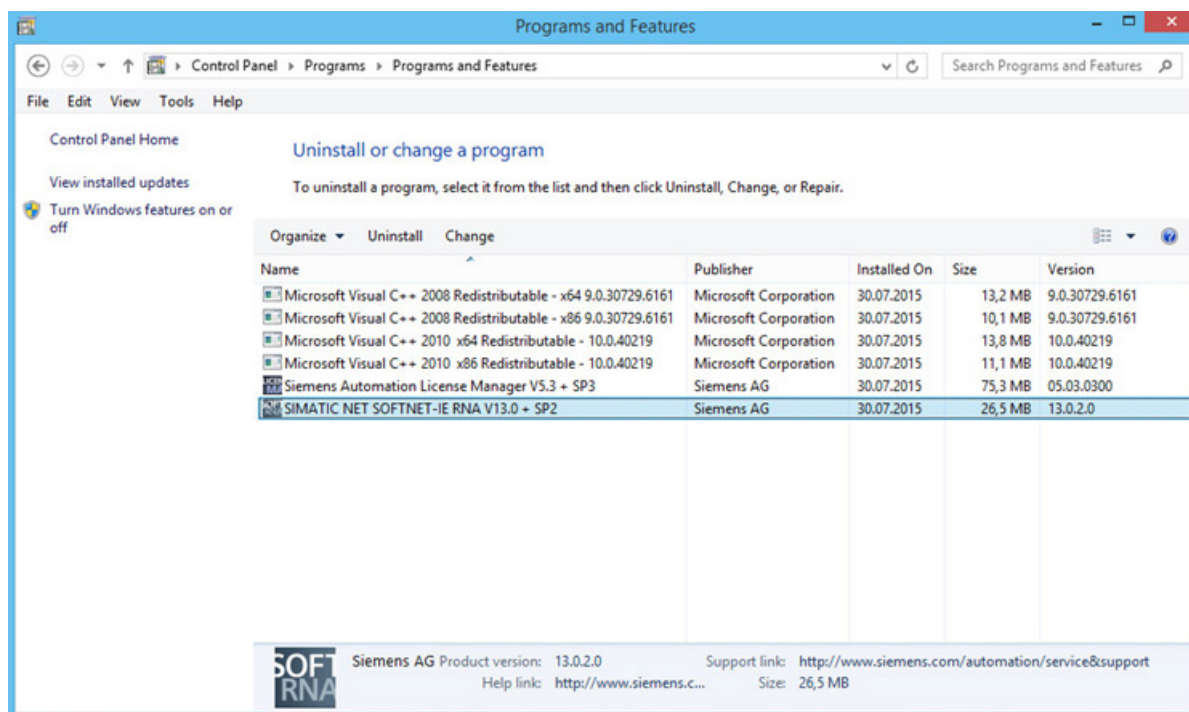 Programs and Features
Control Panel Programs Programs and Features
Search Programs and Features
File Edit View Tools Help
Control Panel Home
View installed updates
Turn Windows features on or
off
Uninstall or change a program
To uninstall a program, select it from the list and then click Uninstall, Change, or Repair.
Organize Uninstall Change
Name Publisher Installed On Size Version
Microsoft Visual C++ 2008 Redistributable - x64 9.0.30729.6161 Microsoft Corporation 30.07.2015 13,2 MB 9.0.30729.6161
Microsoft Visual C++ 2008 Redistributable - x86 9.0.30729.6161 Microsoft Corporation 30.07.2015 10,1 MB 9.0.30729.6161
Microsoft Visual C++ 2010 x64 Redistributable - 10.0.40219 Microsoft Corporation 30.07.2015 13,8 MB 10.0.40219
Microsoft Visual C++ 2010 x86 Redistributable - 10.0.40219 Microsoft Corporation 30.07.2015 11,1 MB 10.0.40219
Siemens Automation License Manager V5.3 + SP3 Siemens AG 30.07.2015 75,3 MB 05.03.0300
SIMATIC NET SOFTNET-IE RNA V13.0 + SP2 Siemens AG 30.07.2015 26,5 MB 13.0.2.0
SOFT
RNA
Siemens AG Product version: 13.0.2.0 Support link: http://www.siemens.com/automation/service&support
Help link: http://www.siemens.c... Size: 26,5 MB